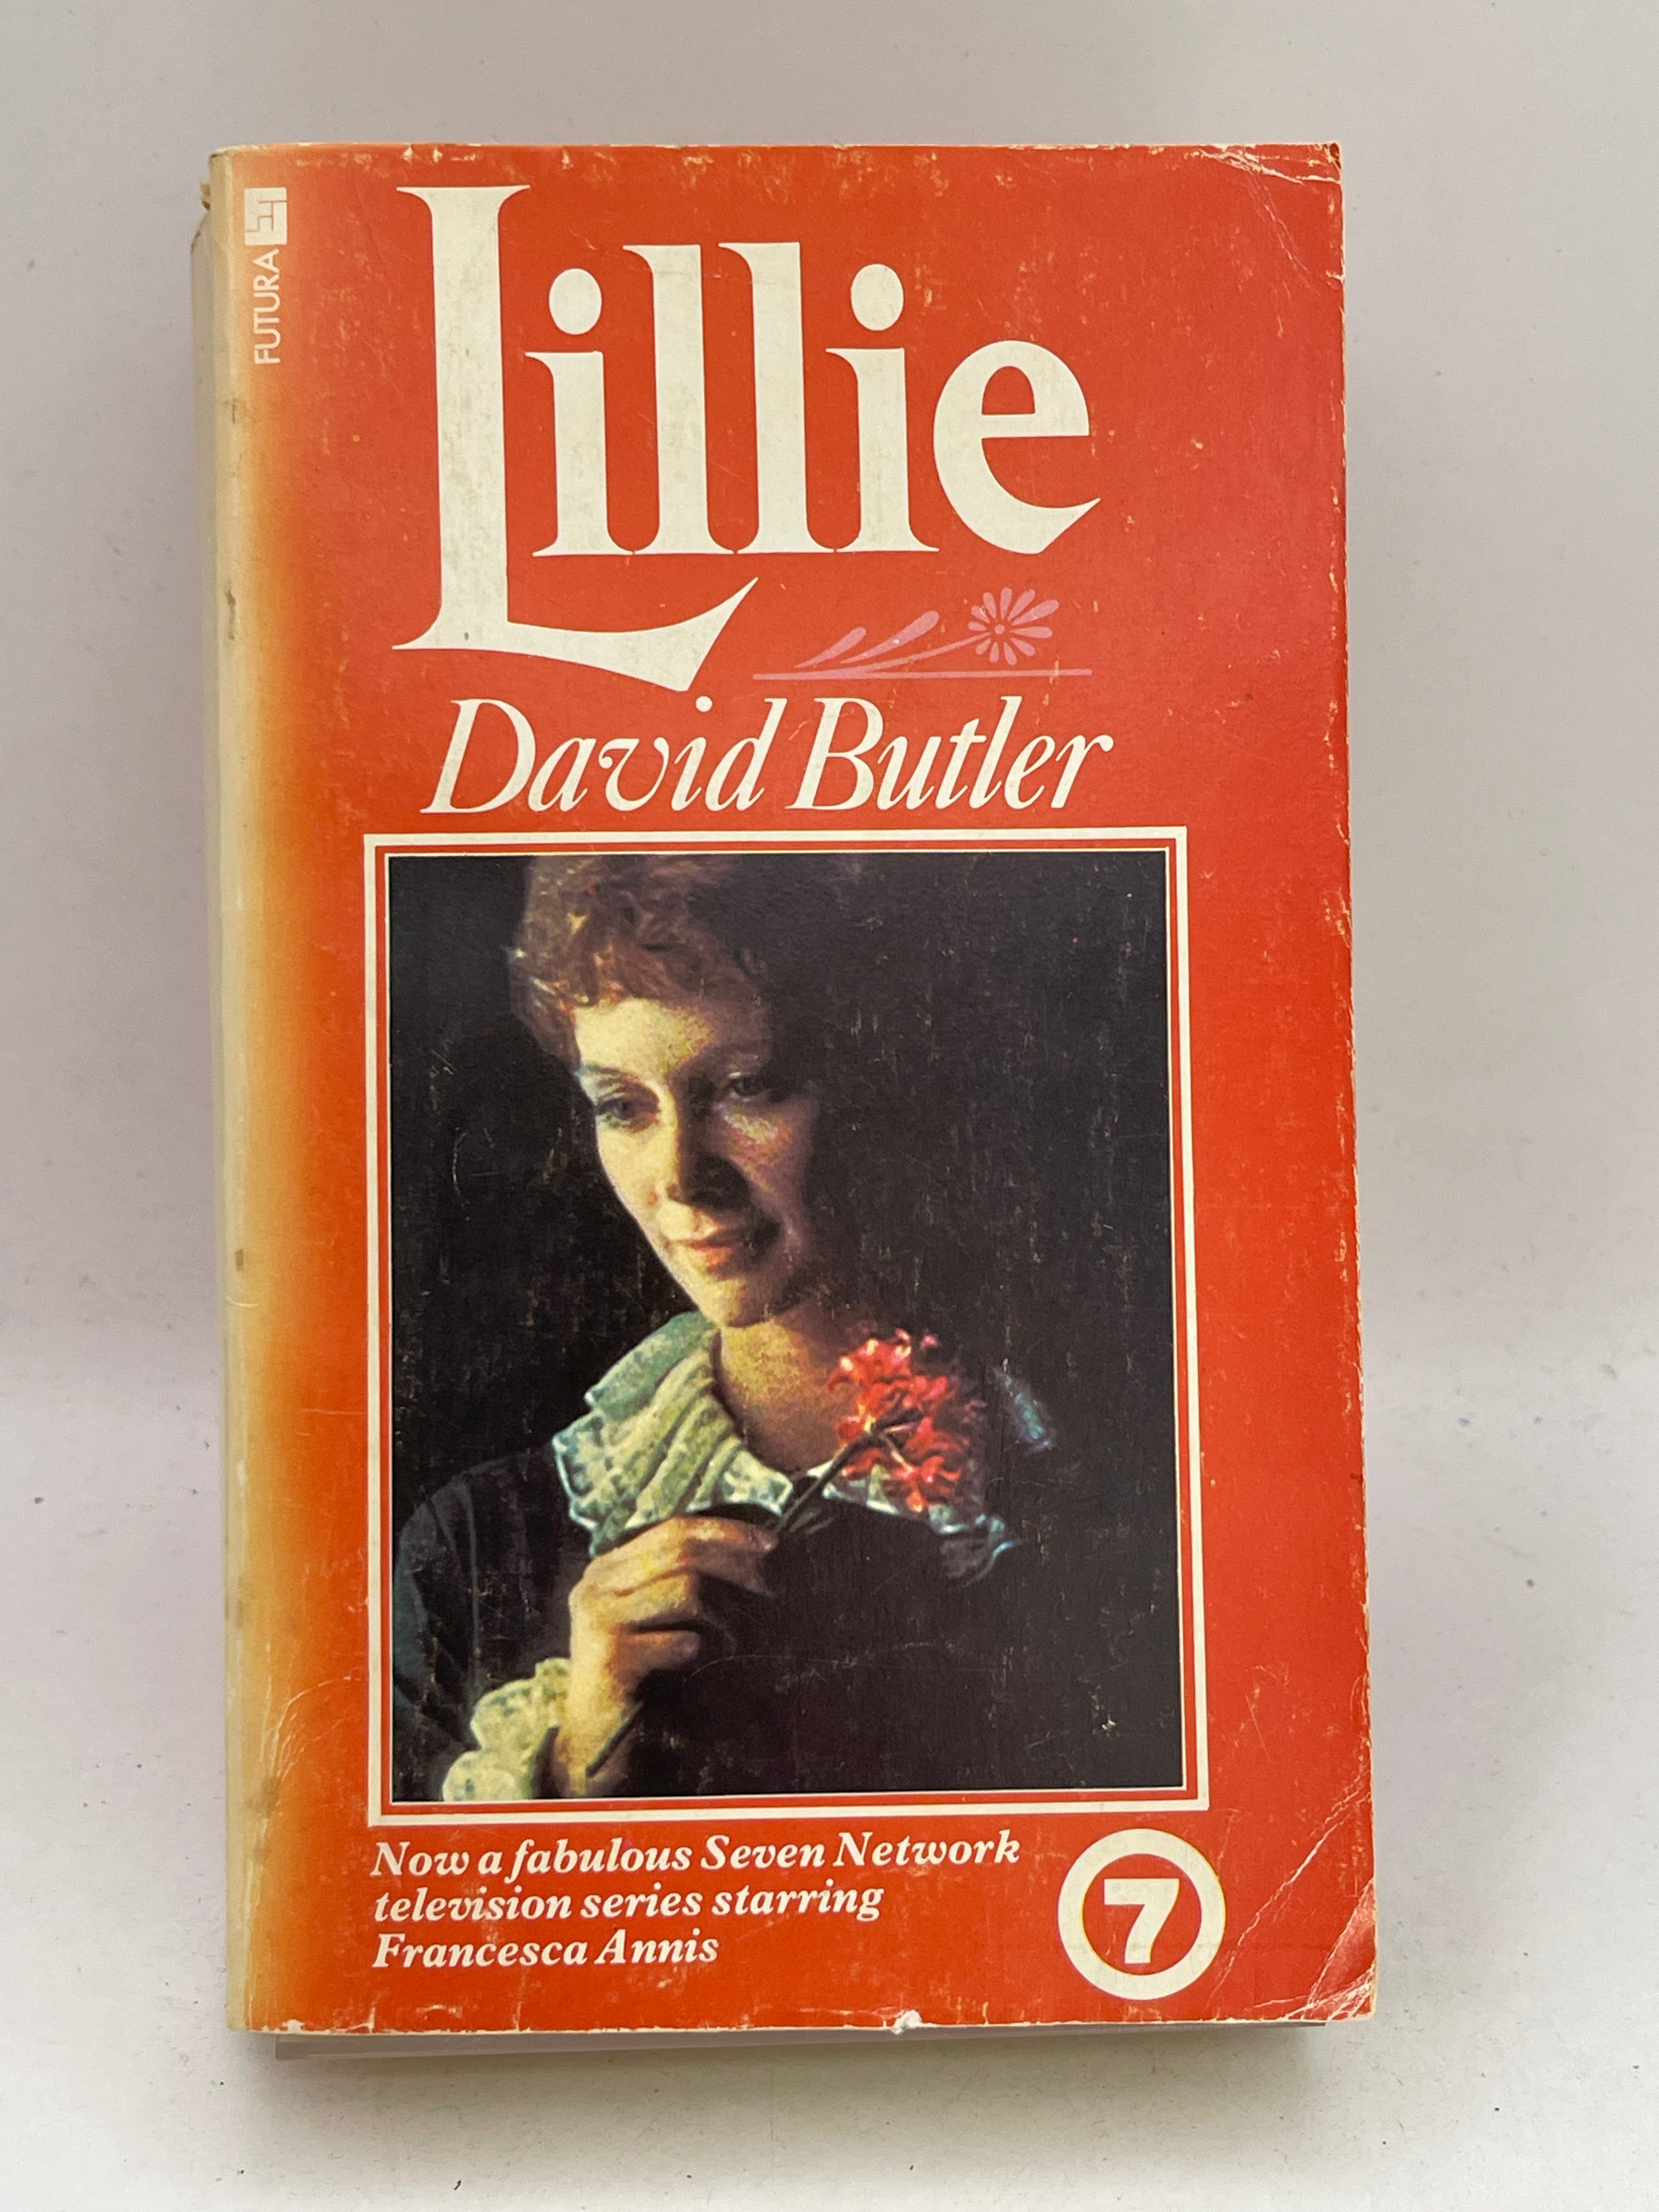 FUTURA
Lillie
David Butler
Now a fabulous Seven Network
television series starring
Francesca Annis
7